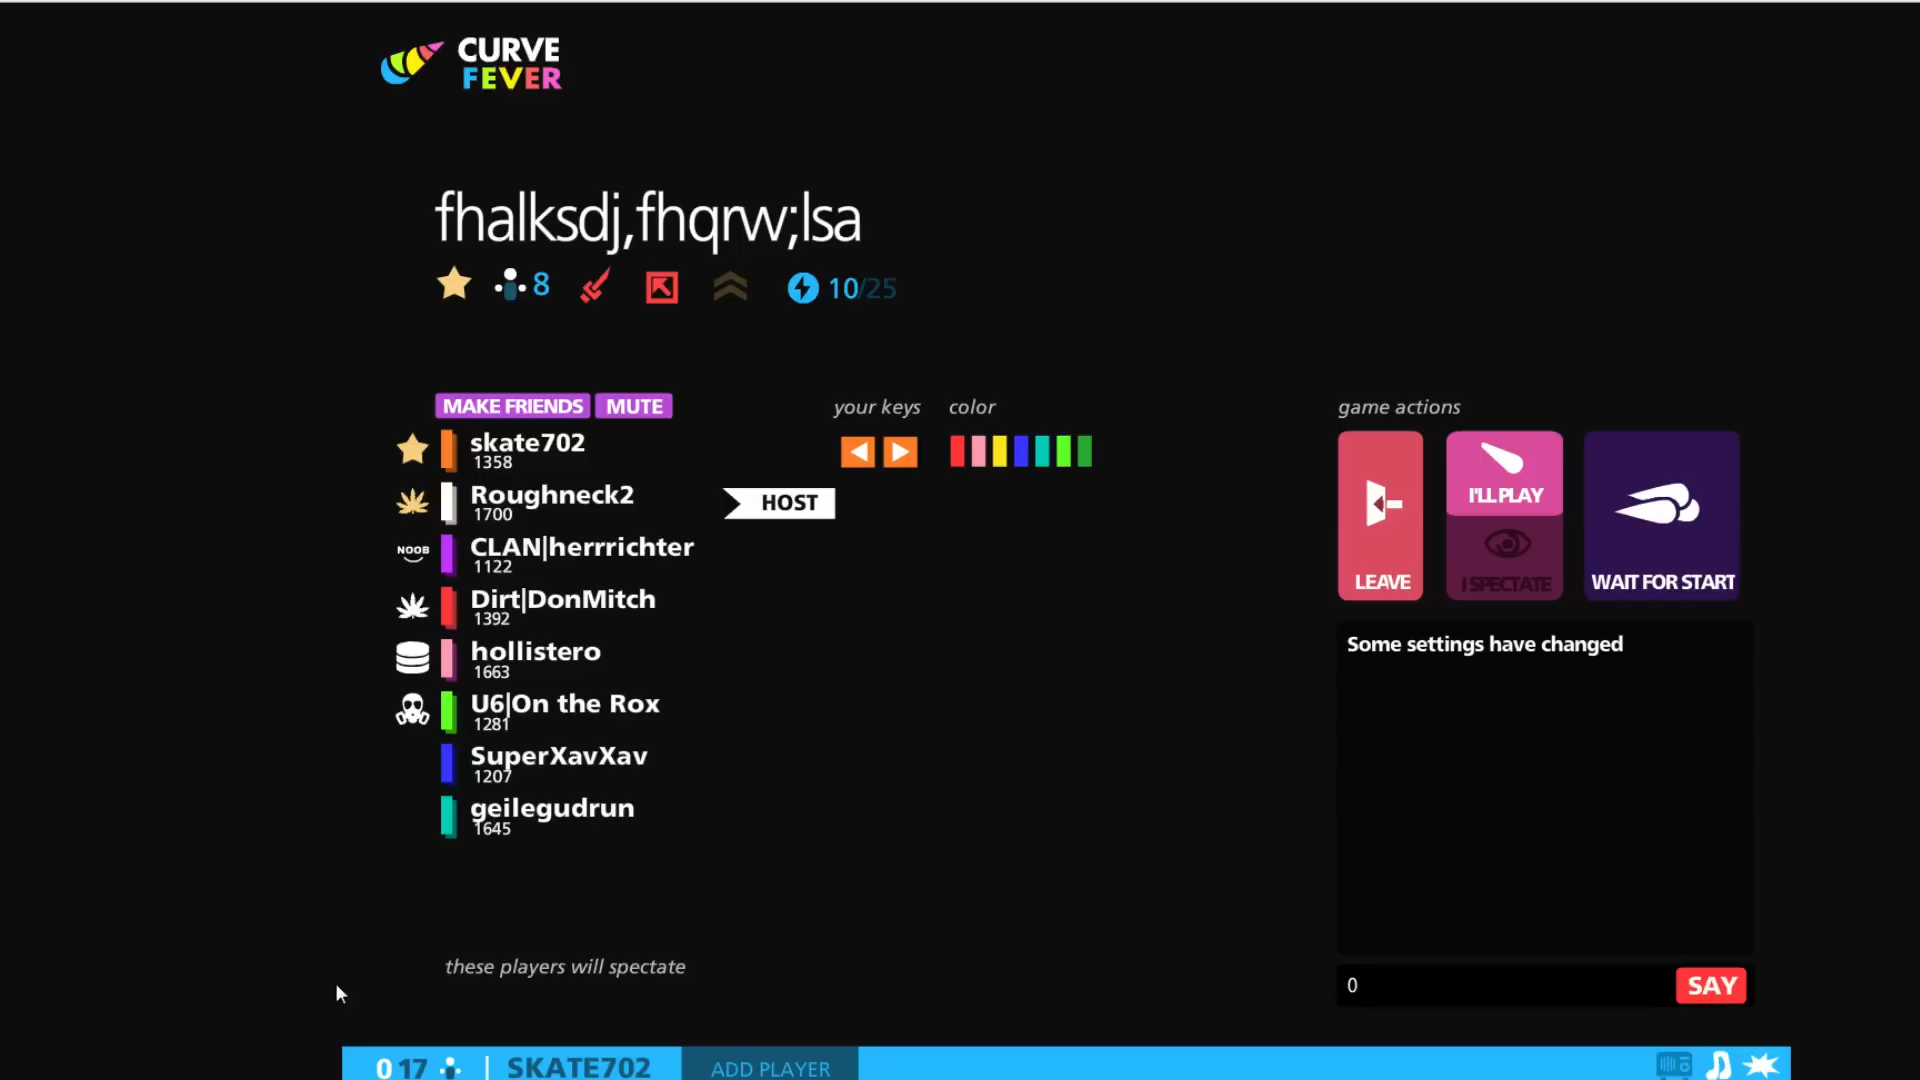 CURVE
FEVER
fhalksdj,fhqrw;lsa
8
10/25
MAKE FRIENDS MUTE
your keys
color
game actions
skate702
1358
Roughneck2
1700
HOST
NOOB
CLAN|herrrichter
1122
Dirt|DonMitch
1392
hollistero
1663
U6|On the Rox
1281
SuperXavXav
1207
geilegudrun
1645
LEAVE
I'LL PLAY
I SPECTATE
WAIT FOR START
Some settings have changed
these players will spectate
0
SAY
0 17 | SKATE702
ADD PLAYER